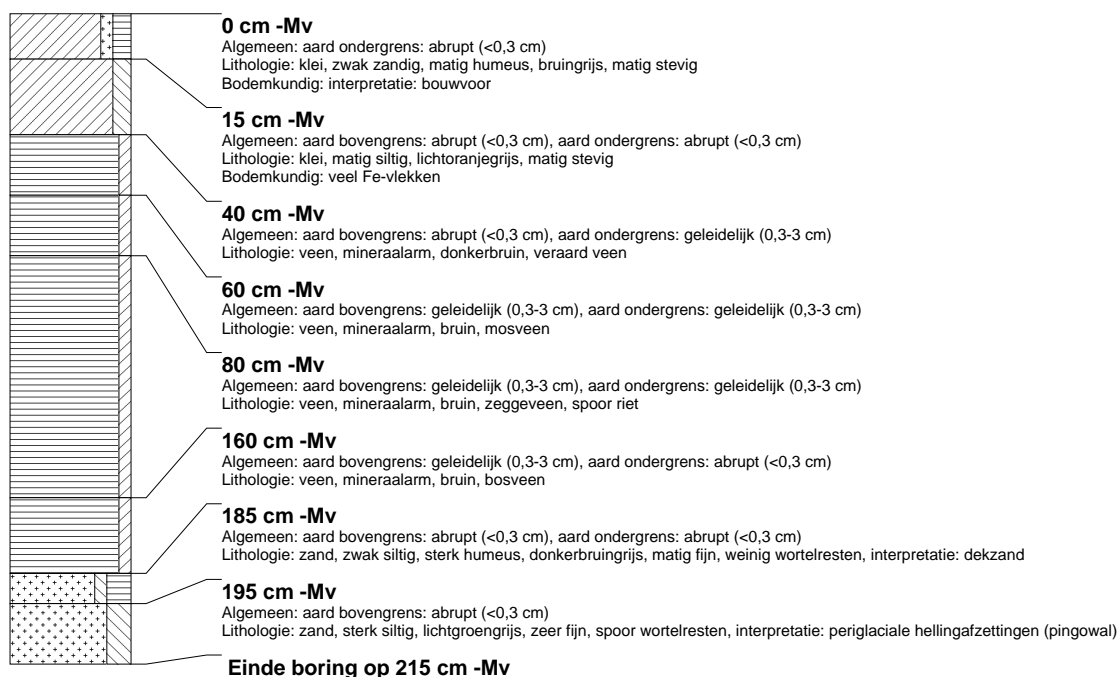 0 cm -Mv
Algemeen: aard ondergrens: abrupt (<0,3 cm)
Lithologie: klei, zwak zandig, matig humeus, bruingrijs, matig stevig
Bodemkundig: interpretatie: bouwvoor
15 cm -Mv
Algemeen: aard bovengrens: abrupt (<0,3 cm), aard ondergrens: abrupt (<0,3 cm)
Lithologie: klei, matig siltig, lichtoranjegrijs, matig stevig
Bodemkundig: veel Fe-vlekken
40 cm -Mv
Algemeen: aard bovengrens: abrupt (<0,3 cm), aard ondergrens: geleidelijk (0,3-3 cm)
Lithologie: veen, mineraalarm, donkerbruin, veraard veen
60 cm -Mv
Algemeen: aard bovengrens: geleidelijk (0,3-3 cm), aard ondergrens: geleidelijk (0,3-3 cm)
Lithologie: veen, mineraalarm, bruin, mosveen
80 cm -Mv
Algemeen: aard bovengrens: geleidelijk (0,3-3 cm), aard ondergrens: geleidelijk (0,3-3 cm)
Lithologie: veen, mineraalarm, bruin, zeggeveen, spoor riet
160 cm -Mv
Algemeen: aard bovengrens: geleidelijk (0,3-3 cm), aard ondergrens: abrupt (<0,3 cm)
Lithologie: veen, mineraalarm, bruin, bosveen
185 cm -Mv
Algemeen: aard bovengrens: abrupt (<0,3 cm), aard ondergrens: abrupt (<0,3 cm)
Lithologie: zand, zwak siltig, sterk humeus, donkerbruingrijs, matig fijn, weinig wortelresten, interpretatie: dekzand
195 cm -Mv
Algemeen: aard bovengrens: abrupt (<0,3 cm)
Lithologie: zand, sterk siltig, lichtgroengrijs, zeer fijn, spoor wortelresten, interpretatie: periglaciale hellingafzettingen (pingowal)
Einde boring op 215 cm -Mv